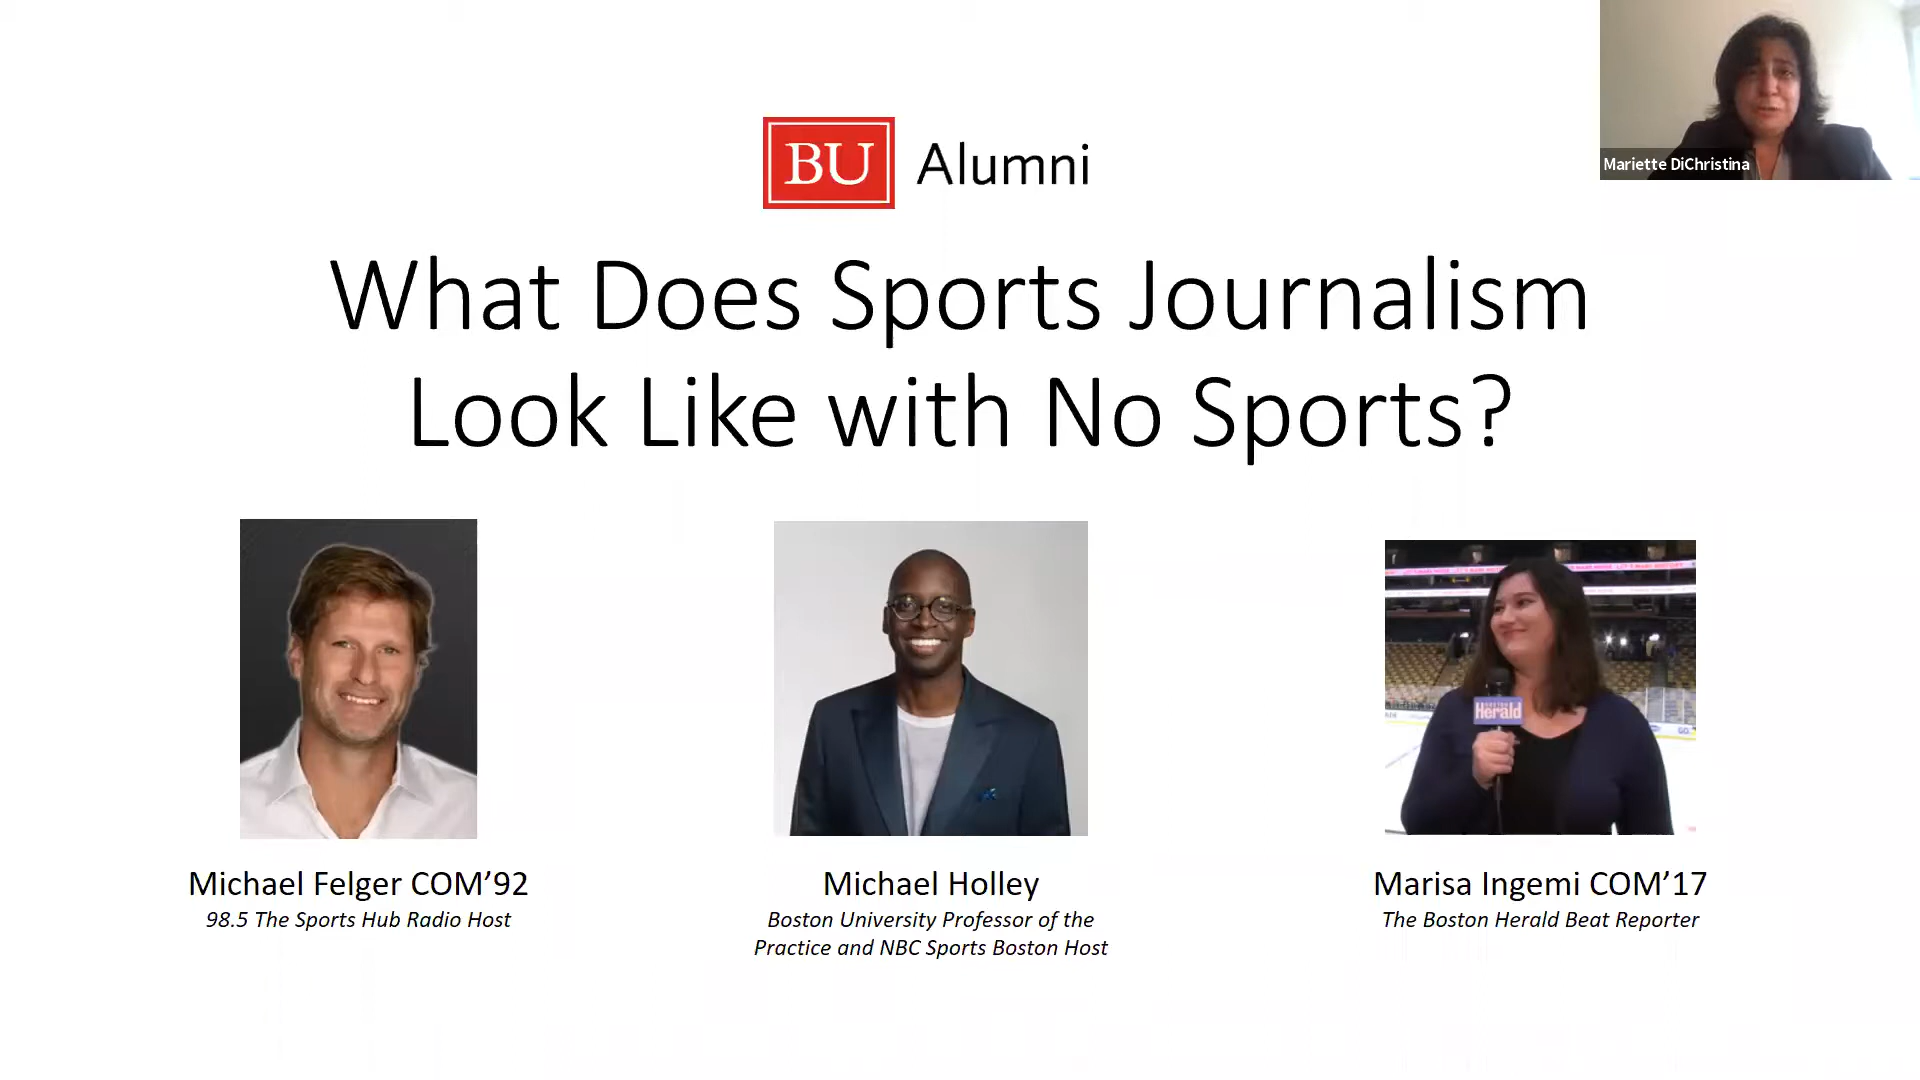 Mariette DiChristina
BU Alumni
What Does Sports Journalism
Look Like with No Sports?
Herald
Michael Felger COM’92
98.5 The Sports Hub Radio Host
Michael Holley
Boston University Professor of the
Practice and NBC Sports Boston Host
Marisa Ingemi COM’17
The Boston Herald Beat Reporter